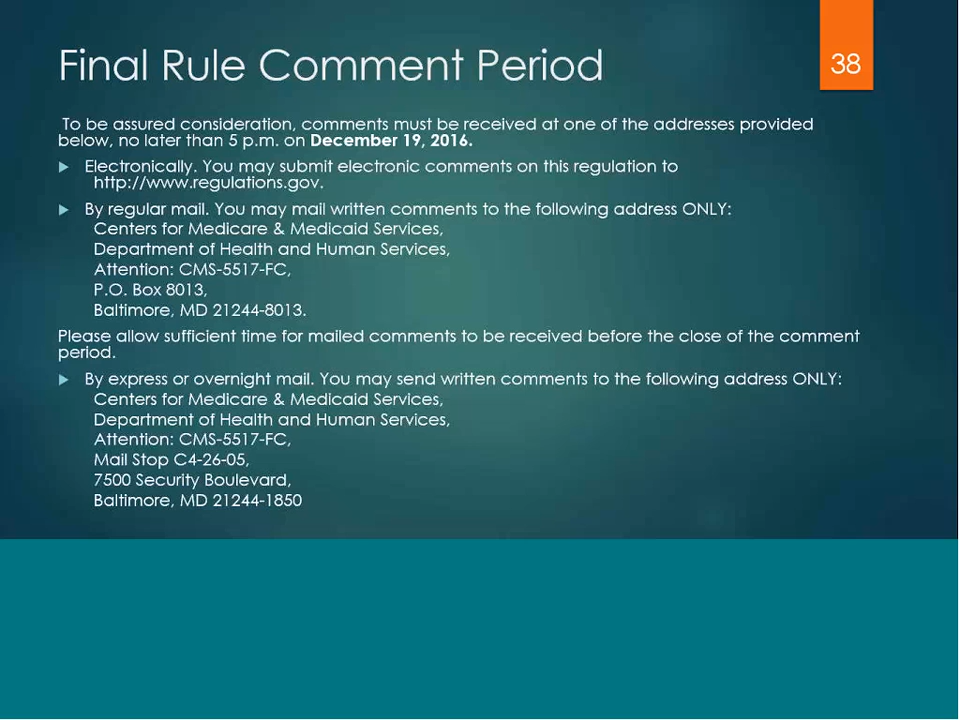 Final Rule Comment Period
38
To be assured consideration, comments must be received at one of the addresses provided
below, no later than 5 p.m. on December 19, 2016.
Electronically. You may submit electronic comments on this regulation to
http://www.regulations.gov.
By regular mail. You may mail written comments to the following address ONLY:
Centers for Medicare & Medicaid Services,
Department of Health and Human Services,
Attention: CMS-5517-FC,
P.O. Box 8013,
Baltimore, MD 21244-8013.
Please allow sufficient time for mailed comments to be received before the close of the comment
period.
By express or overnight mail. You may send written comments to the following address ONLY:
Centers for Medicare & Medicaid Services,
Department of Health and Human Services,
Attention: CMS-5517-FC,
Mail Stop C4-26-05,
7500 Security Boulevard,
Baltimore, MD 21244-1850